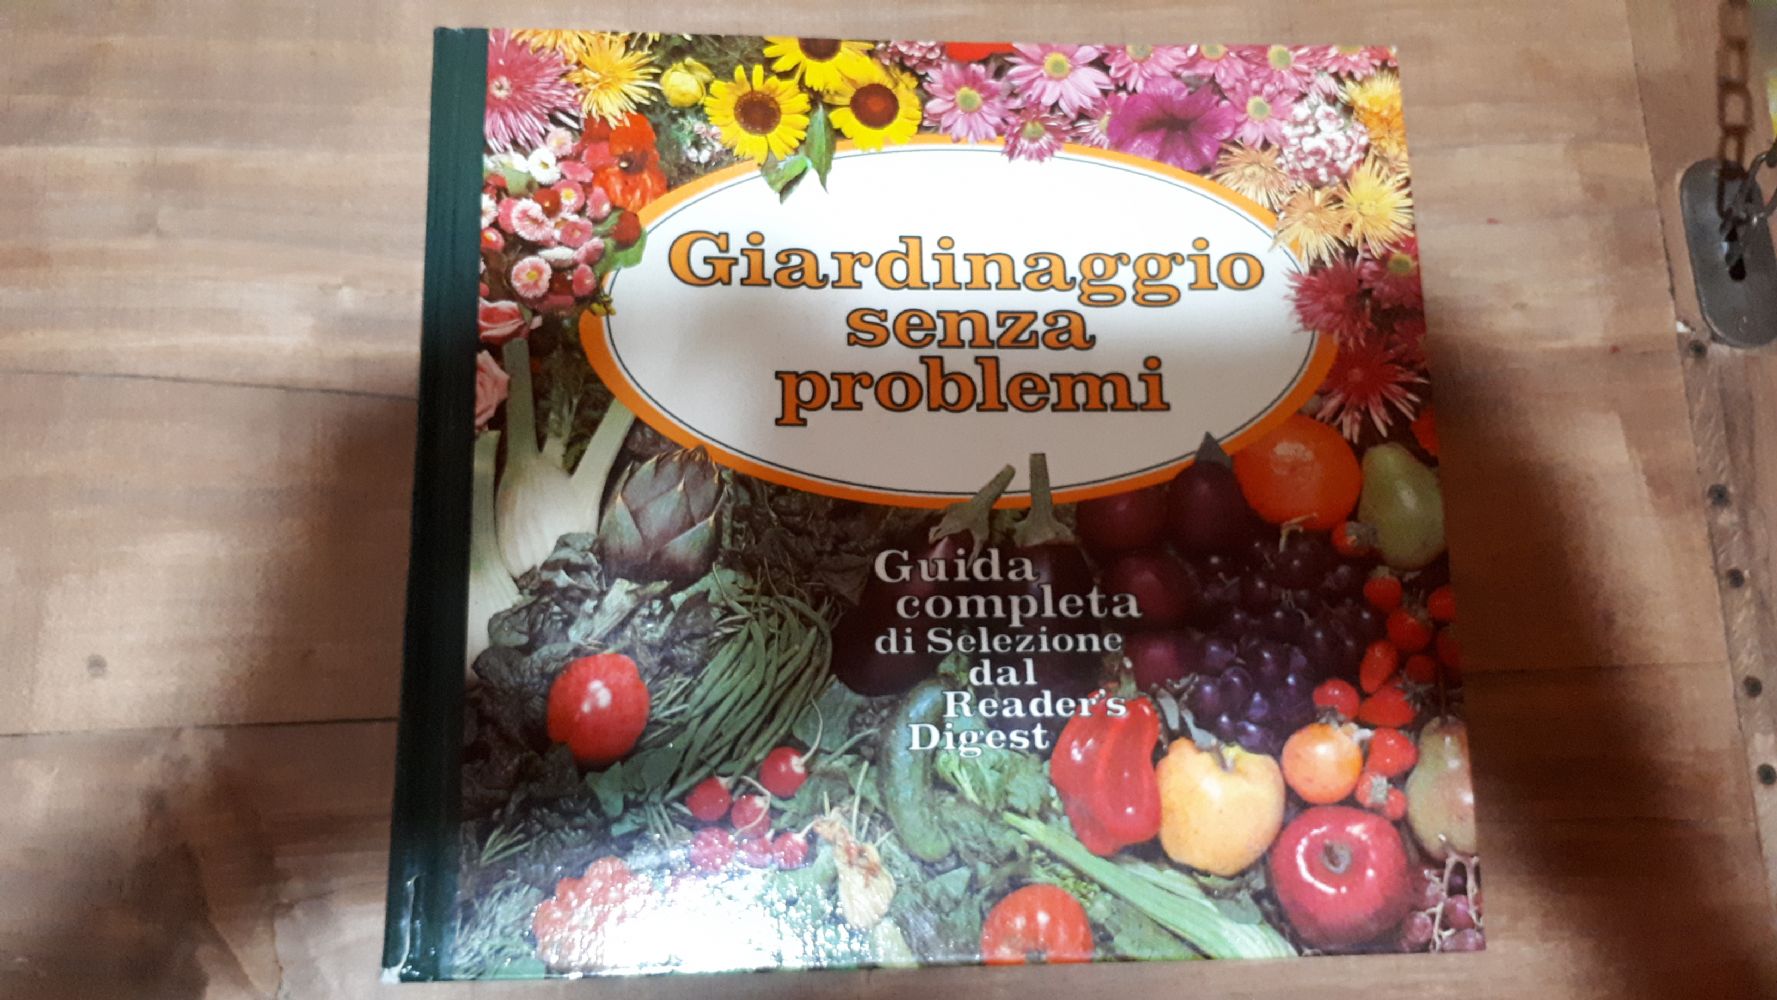 Giardinaggio
senza
problemi
Guida
completa
di Selezione
dal
Reader's
Digest